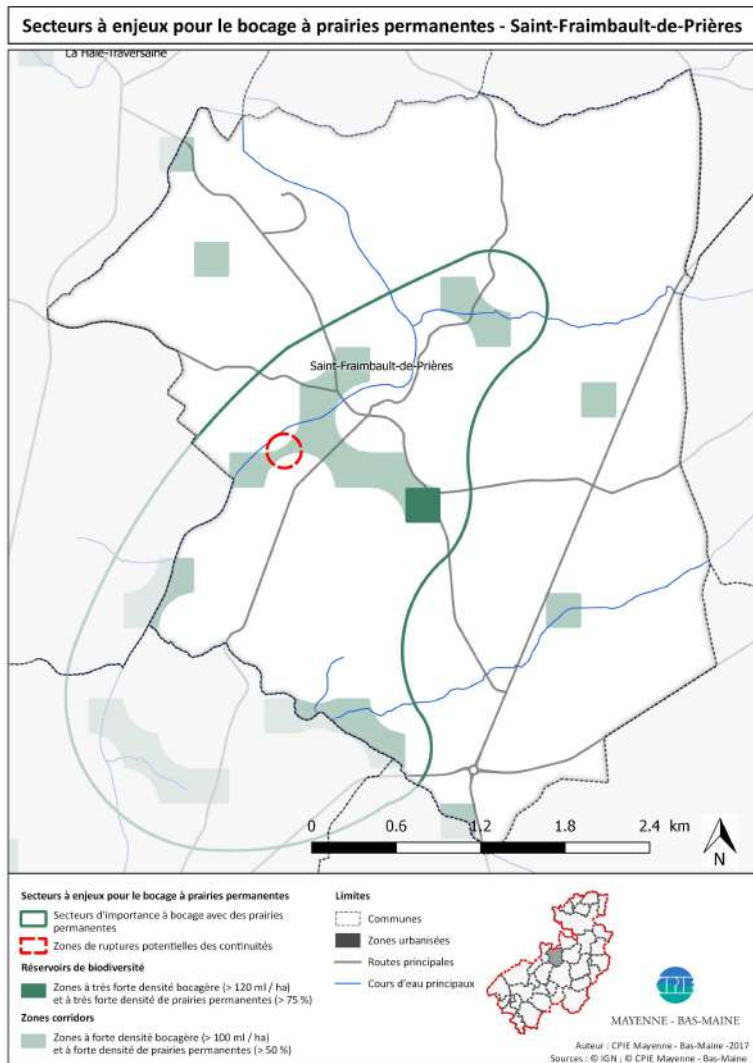 Secteurs à enjeux pour le bocage à prairies permanentes - Saint-Fraimbault-de-Prières
La Haie-Traversaine
Saint-Fraimbault-de-Prières
0 0.6 1.2 1.8 2.4 km
N
Secteurs à enjeux pour le bocage à prairies permanentes
Secteurs d'importance à bocage avec des prairies
permanentes
Zones de ruptures potentielles des continuités
Réservoirs de biodiversité
Zones à très forte densité bocagère (> 120 ml / ha)
et à très forte densité de prairies permanentes (> 75 %)
Zones corridors
Zones à forte densité bocagère (> 100 ml / ha)
et à forte densité de prairies permanentes (> 50 %)
Limites
Communes
Zones urbanisées
Routes principales
Cours d'eau principaux
CPIE
MAYENNE - BAS-MAINE
Auteur : CPIE Mayenne - Bas-Maine -2017
Sources : © IGN ; © CPIE Mayenne - Bas-Maine